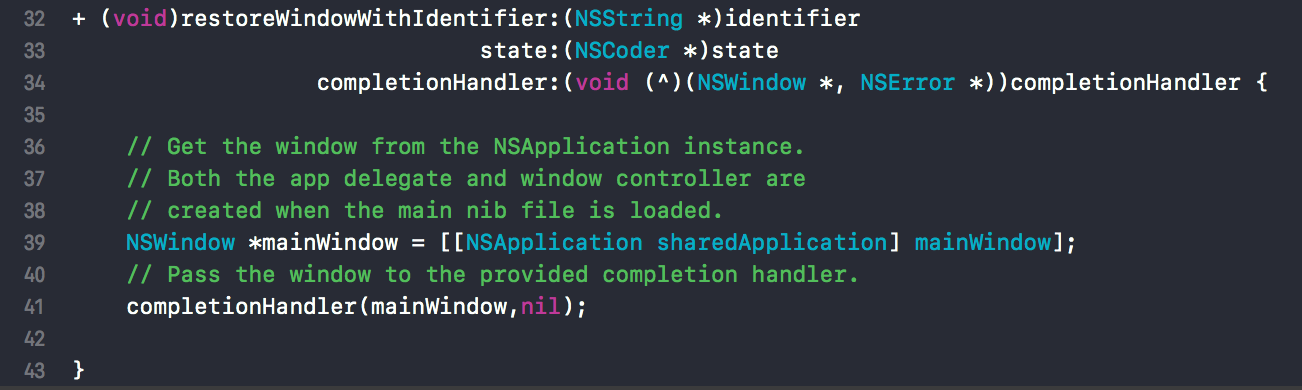 32 + (void)restoreWindowWithIdentifier:(NSString *)identifier
33                               state:(NSCoder *)state
34                   completionHandler:(void (^)(NSWindow *, NSError *))completionHandler {
35
36     // Get the window from the NSApplication instance.
37     // Both the app delegate and window controller are
38     // created when the main nib file is loaded.
39     NSWindow *mainWindow = [[NSApplication sharedApplication] mainWindow];
40     // Pass the window to the provided completion handler.
41     completionHandler(mainWindow,nil);
42
43 }